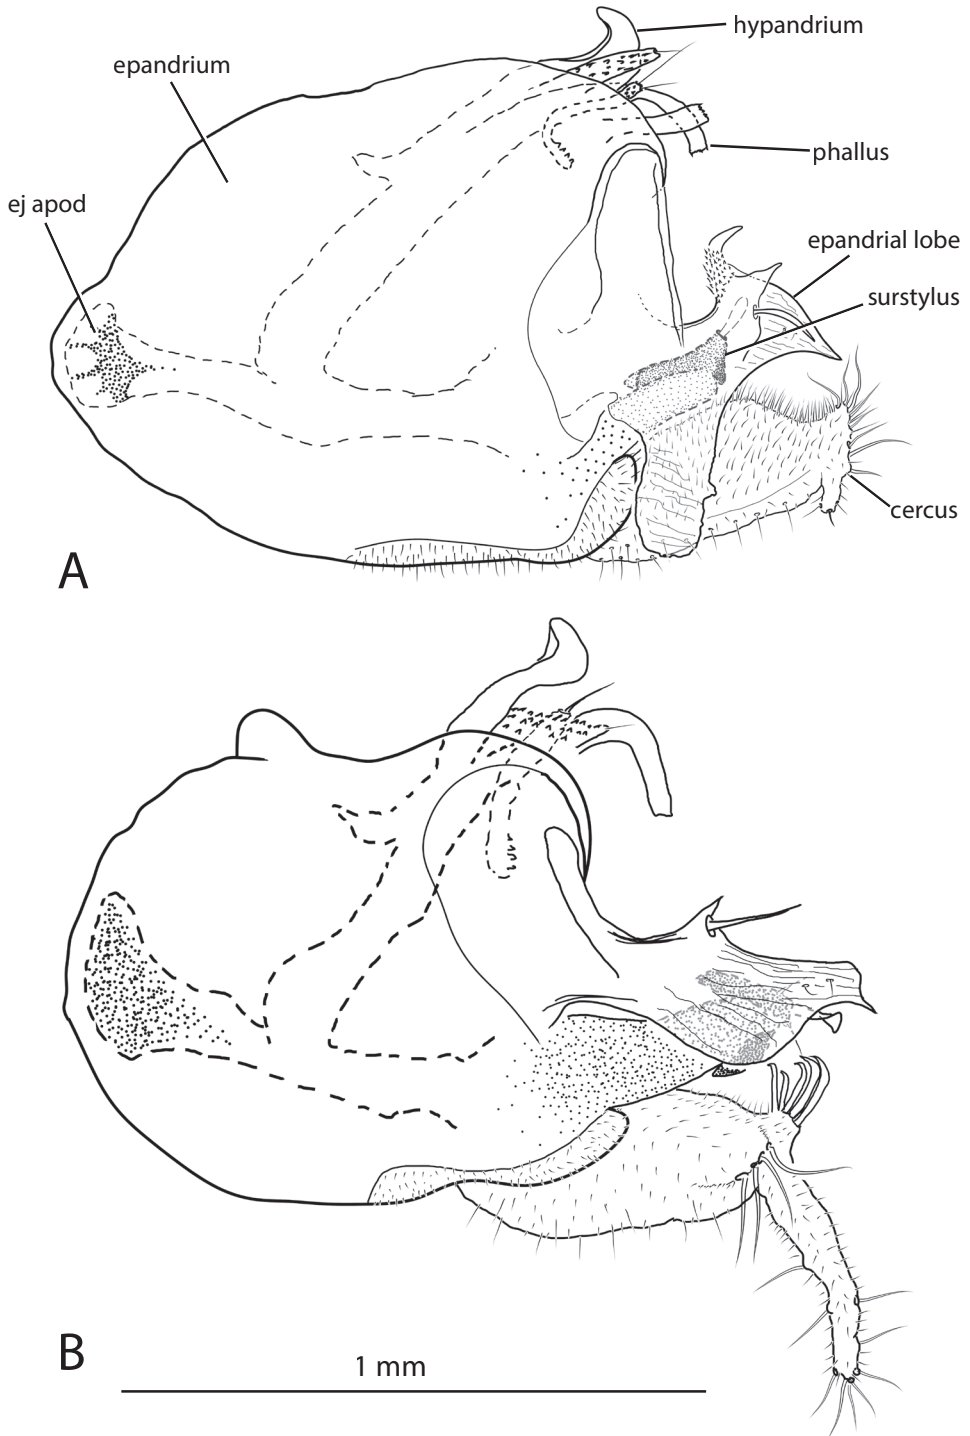 hypandrium
epandrium
phallus
ej apod
epandrial lobe
surstylus
cercus
A
B
1 mm